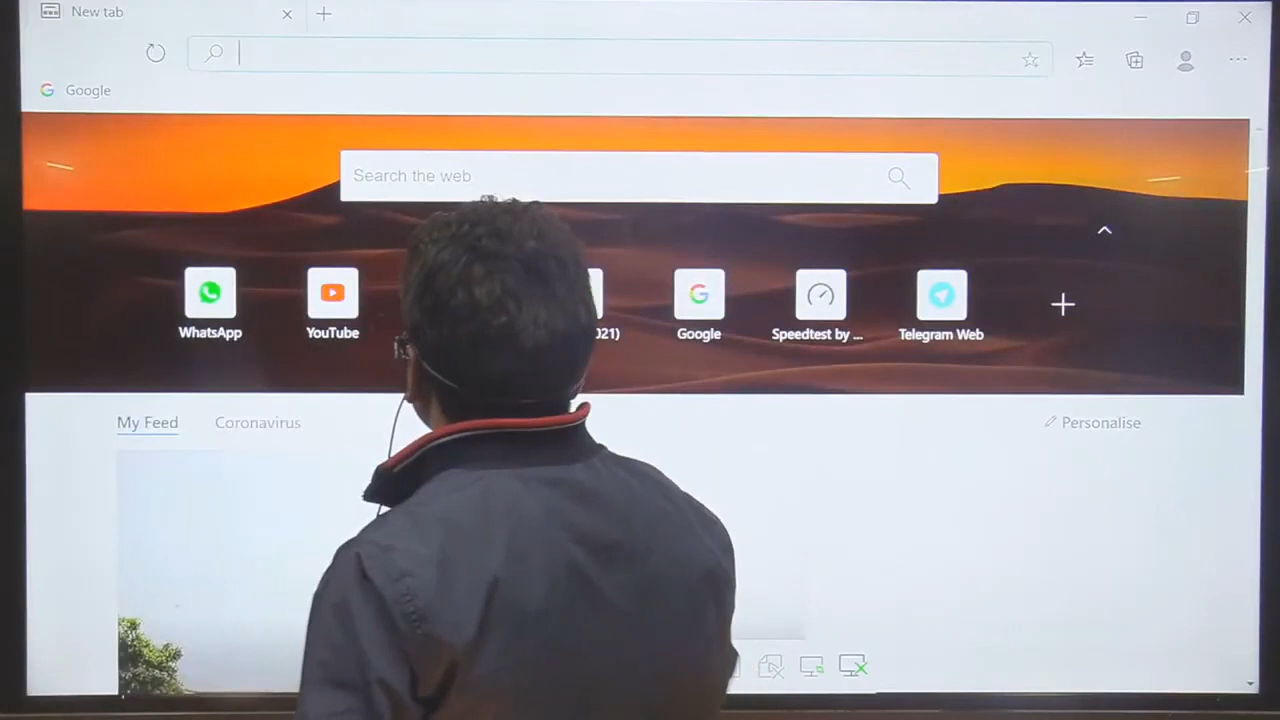 New tab
Google
Search the web
WhatsApp
YouTube
021)
Google
Speedtest by ...
Telegram Web
My Feed
Coronavirus
Personalise